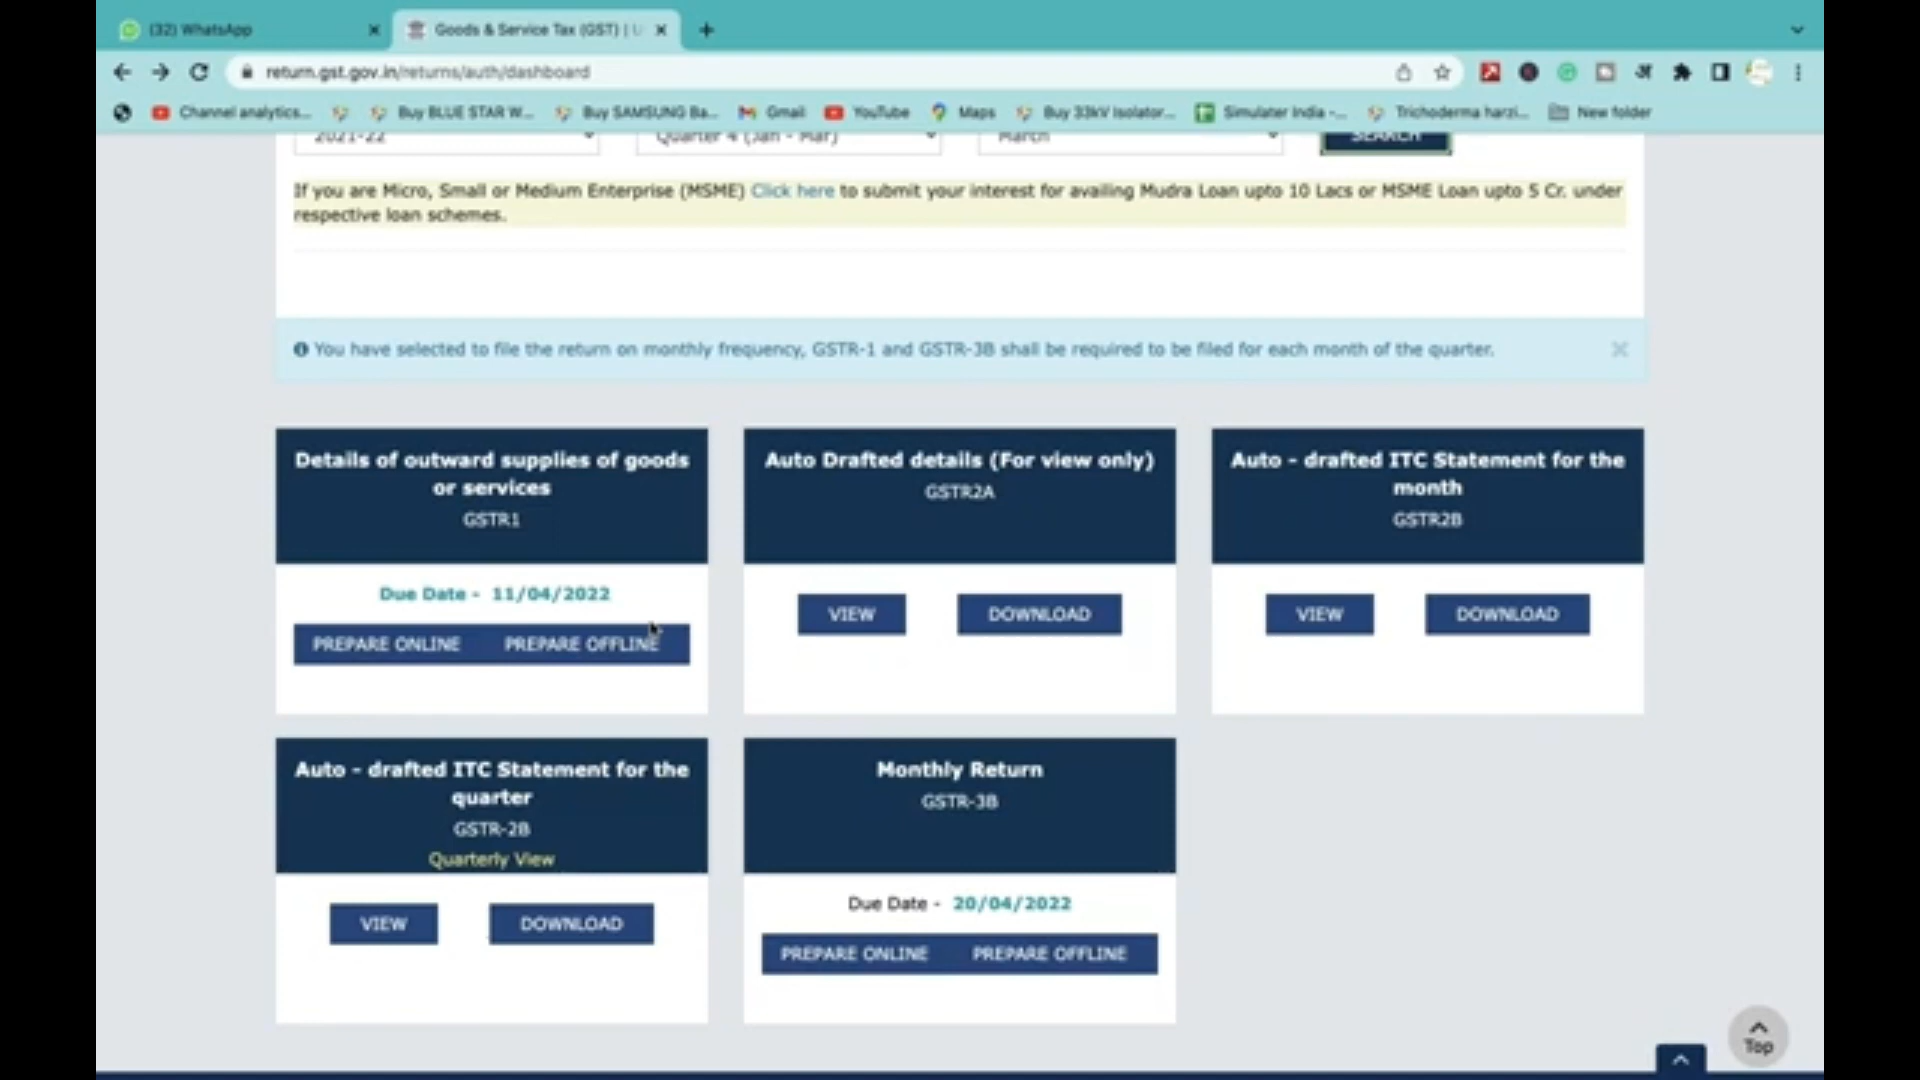 (32) WhatsApp
Goods & Service Tax (GST) | U
return.gst.gov.in/returns/auth/dashboard
Channel analytics...
Buy BLUE STAR W...
Buy SAMSUNG Ba...
Gmail
YouTube
Maps
Buy 33kV Isolator...
Simulater India -...
Trichoderma harzi...
New folder
2021-22
Quarter 4 (Jan - Mar)
March
SEARCH
If you are Micro, Small or Medium Enterprise (MSME) Click here to submit your interest for availing Mudra Loan upto 10 Lacs or MSME Loan upto 5 Cr. under
respective loan schemes.
You have selected to file the return on monthly frequency, GSTR-1 and GSTR-3B shall be required to be filed for each month of the quarter.
Details of outward supplies of goods
or services
GSTR1
Due Date - 11/04/2022
PREPARE ONLINE
PREPARE OFFLINE
Auto Drafted details (For view only)
GSTR2A
VIEW
DOWNLOAD
Auto - drafted ITC Statement for the
month
GSTR2B
VIEW
DOWNLOAD
Auto - drafted ITC Statement for the
quarter
GSTR-2B
Quarterly View
VIEW
DOWNLOAD
Monthly Return
GSTR-3B
Due Date - 20/04/2022
PREPARE ONLINE
PREPARE OFFLINE
Top